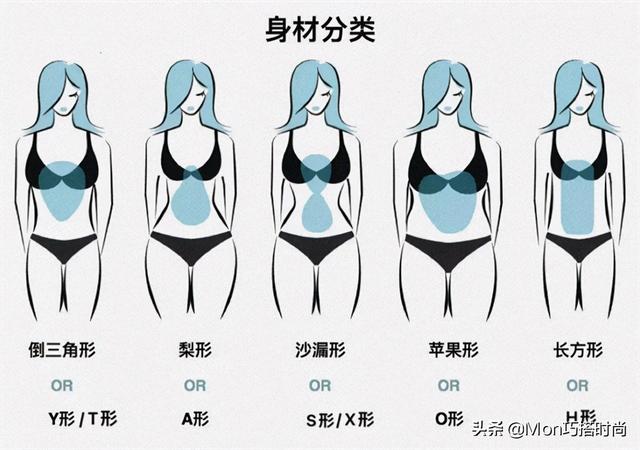 身材分类
倒三角形 梨形 沙漏形 苹果形 长方形
OR OR OR OR OR
Y形/T形 A形 S形/X形 O形 H形
头条 @Mon巧搭时尚